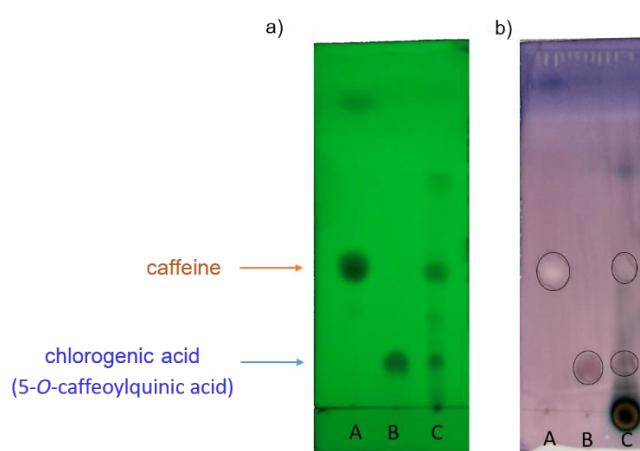 a)
b)
caffeine
chlorogenic acid
(5-O-caffeoylquinic acid)
A B C
A B C